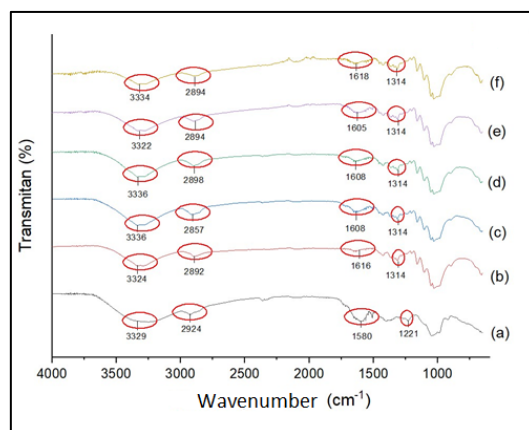 3334 2894 1618 1314 (f)
3322 2894 1605 1314 (e)
3336 2898 1608 1314 (d)
3336 2857 1608 1314 (c)
3324 2892 1616 1314 (b)
3329 2924 1580 1221 (a)
Transmitan (%)
4000 3500 3000 2500 2000 1500 1000
Wavenumber (cm⁻¹)